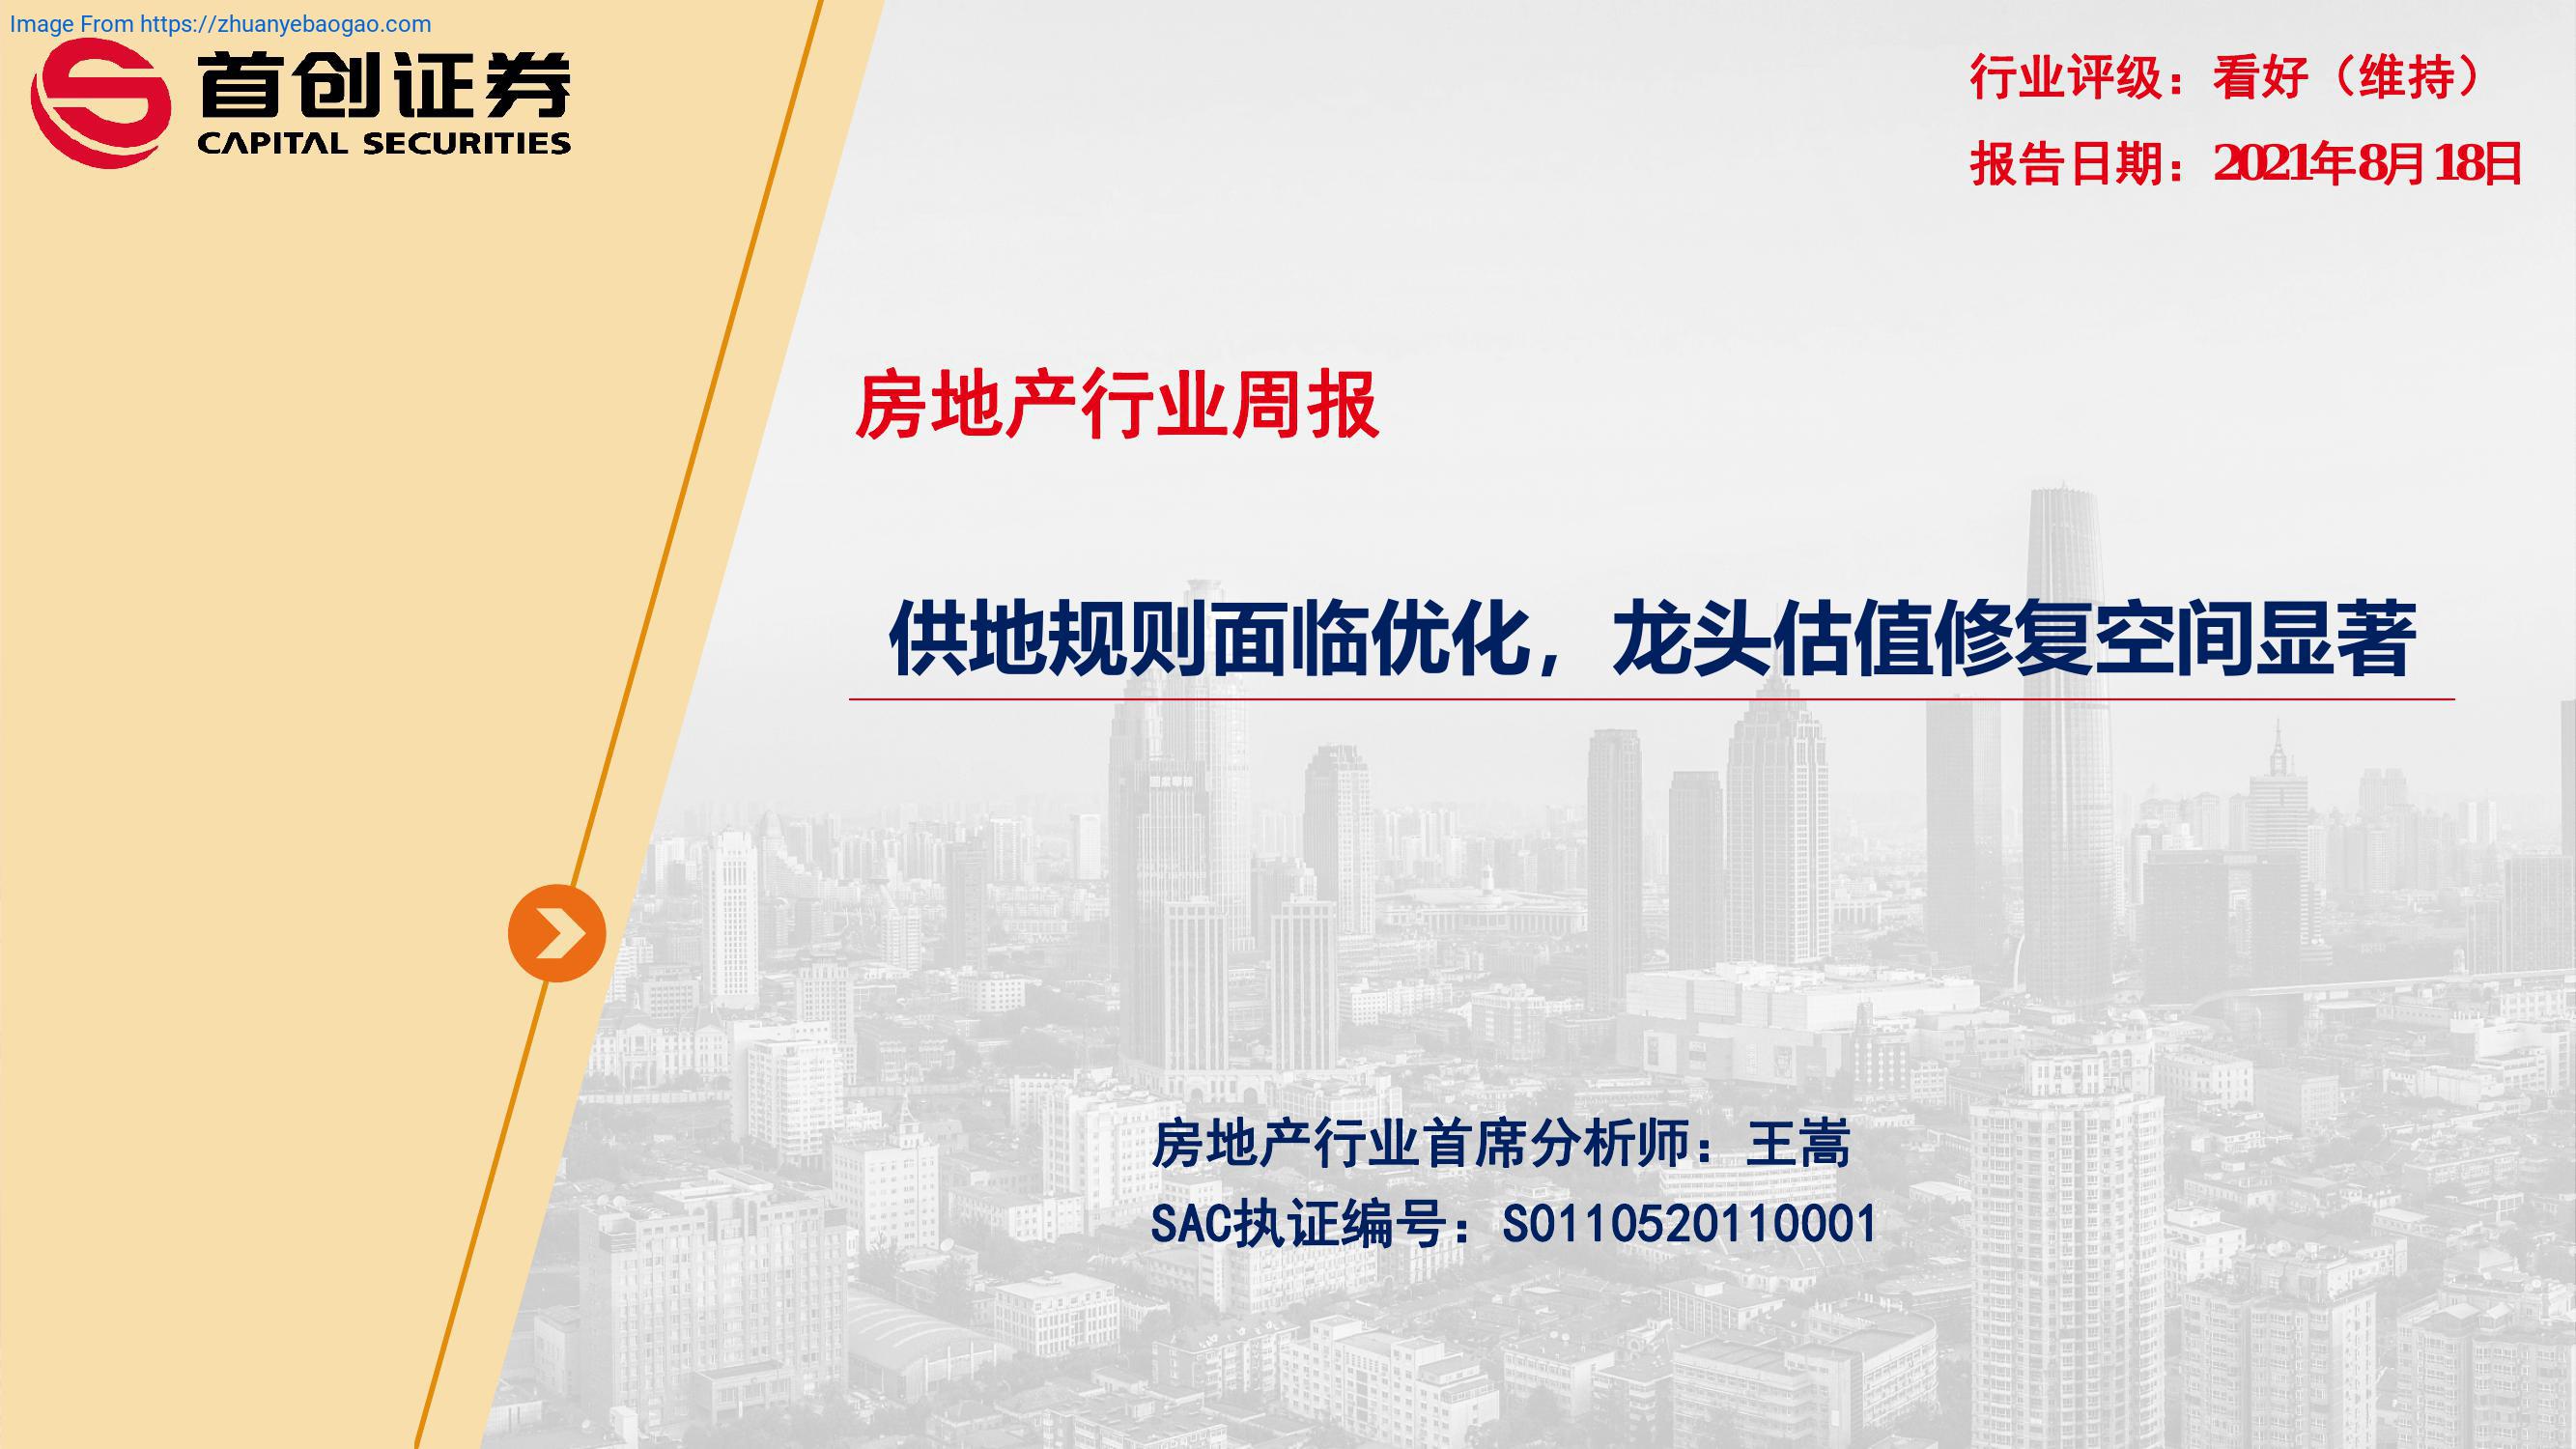 Image From https://zhuanyebaogao.com
首创证券
CAPITAL SECURITIES
行业评级：看好（维持）
报告日期：2021年8月18日
房地产行业周报
供地规则面临优化，龙头估值修复空间显著
房地产行业首席分析师：王嵩
SAC执证编号：S0110520110001